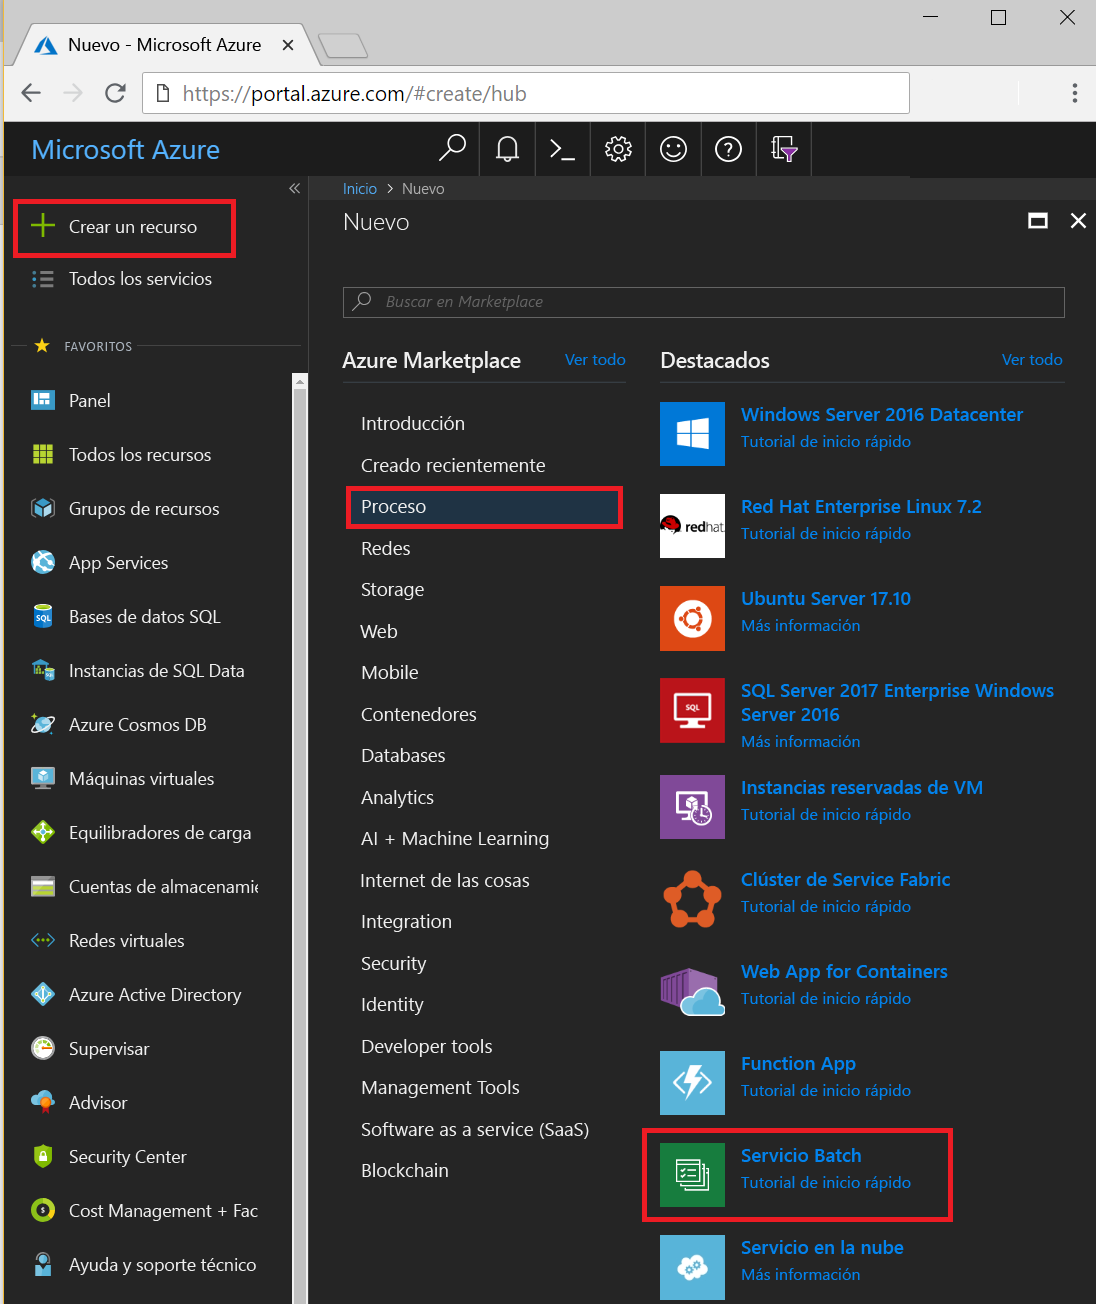 Nuevo - Microsoft Azure
https://portal.azure.com/#create/hub
Microsoft Azure
Inicio > Nuevo
Nuevo
Crear un recurso
Todos los servicios
FAVORITOS
Panel
Todos los recursos
Grupos de recursos
App Services
Bases de datos SQL
Instancias de SQL Data
Azure Cosmos DB
Máquinas virtuales
Equilibradores de carga
Cuentas de almacenamie
Redes virtuales
Azure Active Directory
Supervisar
Advisor
Security Center
Cost Management + Fac
Ayuda y soporte técnico
Buscar en Marketplace
Azure Marketplace
Ver todo
Introducción
Creado recientemente
Proceso
Redes
Storage
Web
Mobile
Contenedores
Databases
Analytics
AI + Machine Learning
Internet de las cosas
Integration
Security
Identity
Developer tools
Management Tools
Software as a service (SaaS)
Blockchain
Destacados
Ver todo
Windows Server 2016 Datacenter
Tutorial de inicio rápido
redhat
Red Hat Enterprise Linux 7.2
Tutorial de inicio rápido
Ubuntu Server 17.10
Más información
SQL
SQL Server 2017 Enterprise Windows
Server 2016
Más información
Instancias reservadas de VM
Tutorial de inicio rápido
Clúster de Service Fabric
Tutorial de inicio rápido
Web App for Containers
Tutorial de inicio rápido
Function App
Tutorial de inicio rápido
Servicio Batch
Tutorial de inicio rápido
Servicio en la nube
Más información